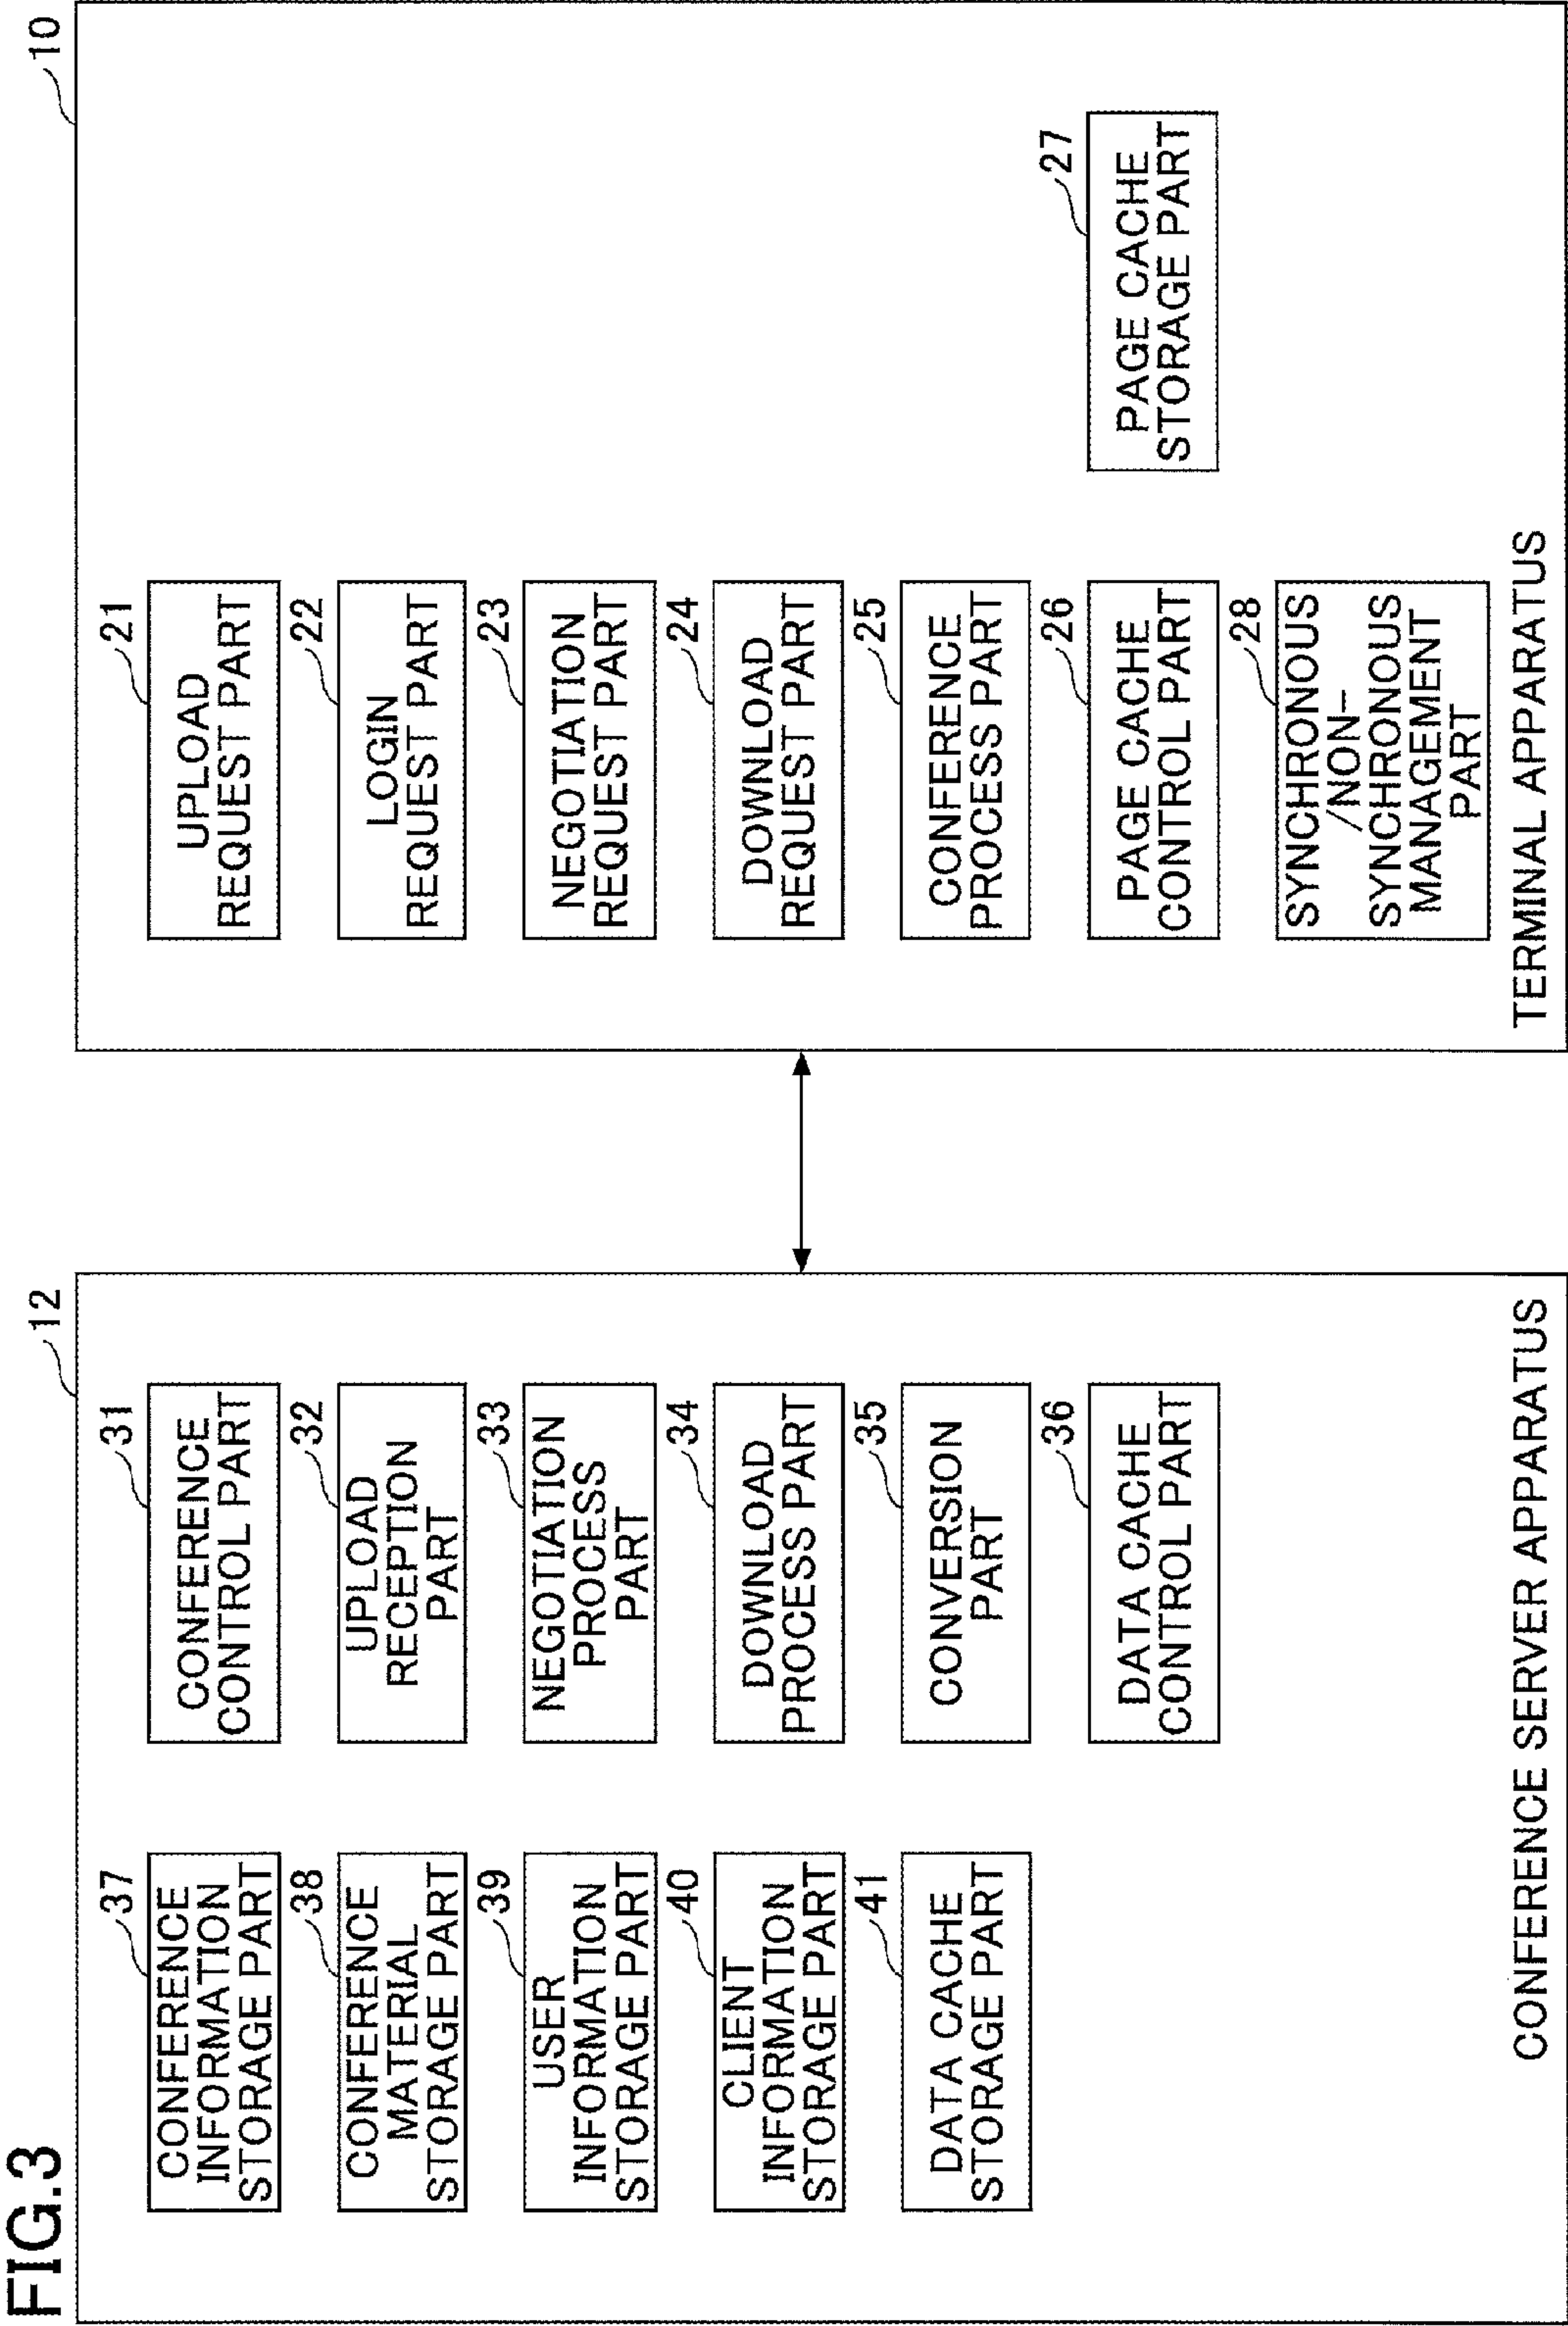 FIG.3
12
37
CONFERENCE
INFORMATION
STORAGE PART
38
CONFERENCE
MATERIAL
STORAGE PART
39
USER
INFORMATION
STORAGE PART
40
CLIENT
INFORMATION
STORAGE PART
41
DATA CACHE
STORAGE PART
31
CONFERENCE
CONTROL PART
32
UPLOAD
RECEPTION
PART
33
NEGOTIATION
PROCESS
PART
34
DOWNLOAD
PROCESS PART
35
CONVERSION
PART
36
DATA CACHE
CONTROL PART
CONFERENCE SERVER APPARATUS
10
21
UPLOAD
REQUEST PART
22
LOGIN
REQUEST PART
23
NEGOTIATION
REQUEST PART
24
DOWNLOAD
REQUEST PART
25
CONFERENCE
PROCESS PART
26
PAGE CACHE
CONTROL PART
27
PAGE CACHE
STORAGE PART
28
SYNCHRONOUS
/NON-
SYNCHRONOUS
MANAGEMENT
PART
TERMINAL APPARATUS